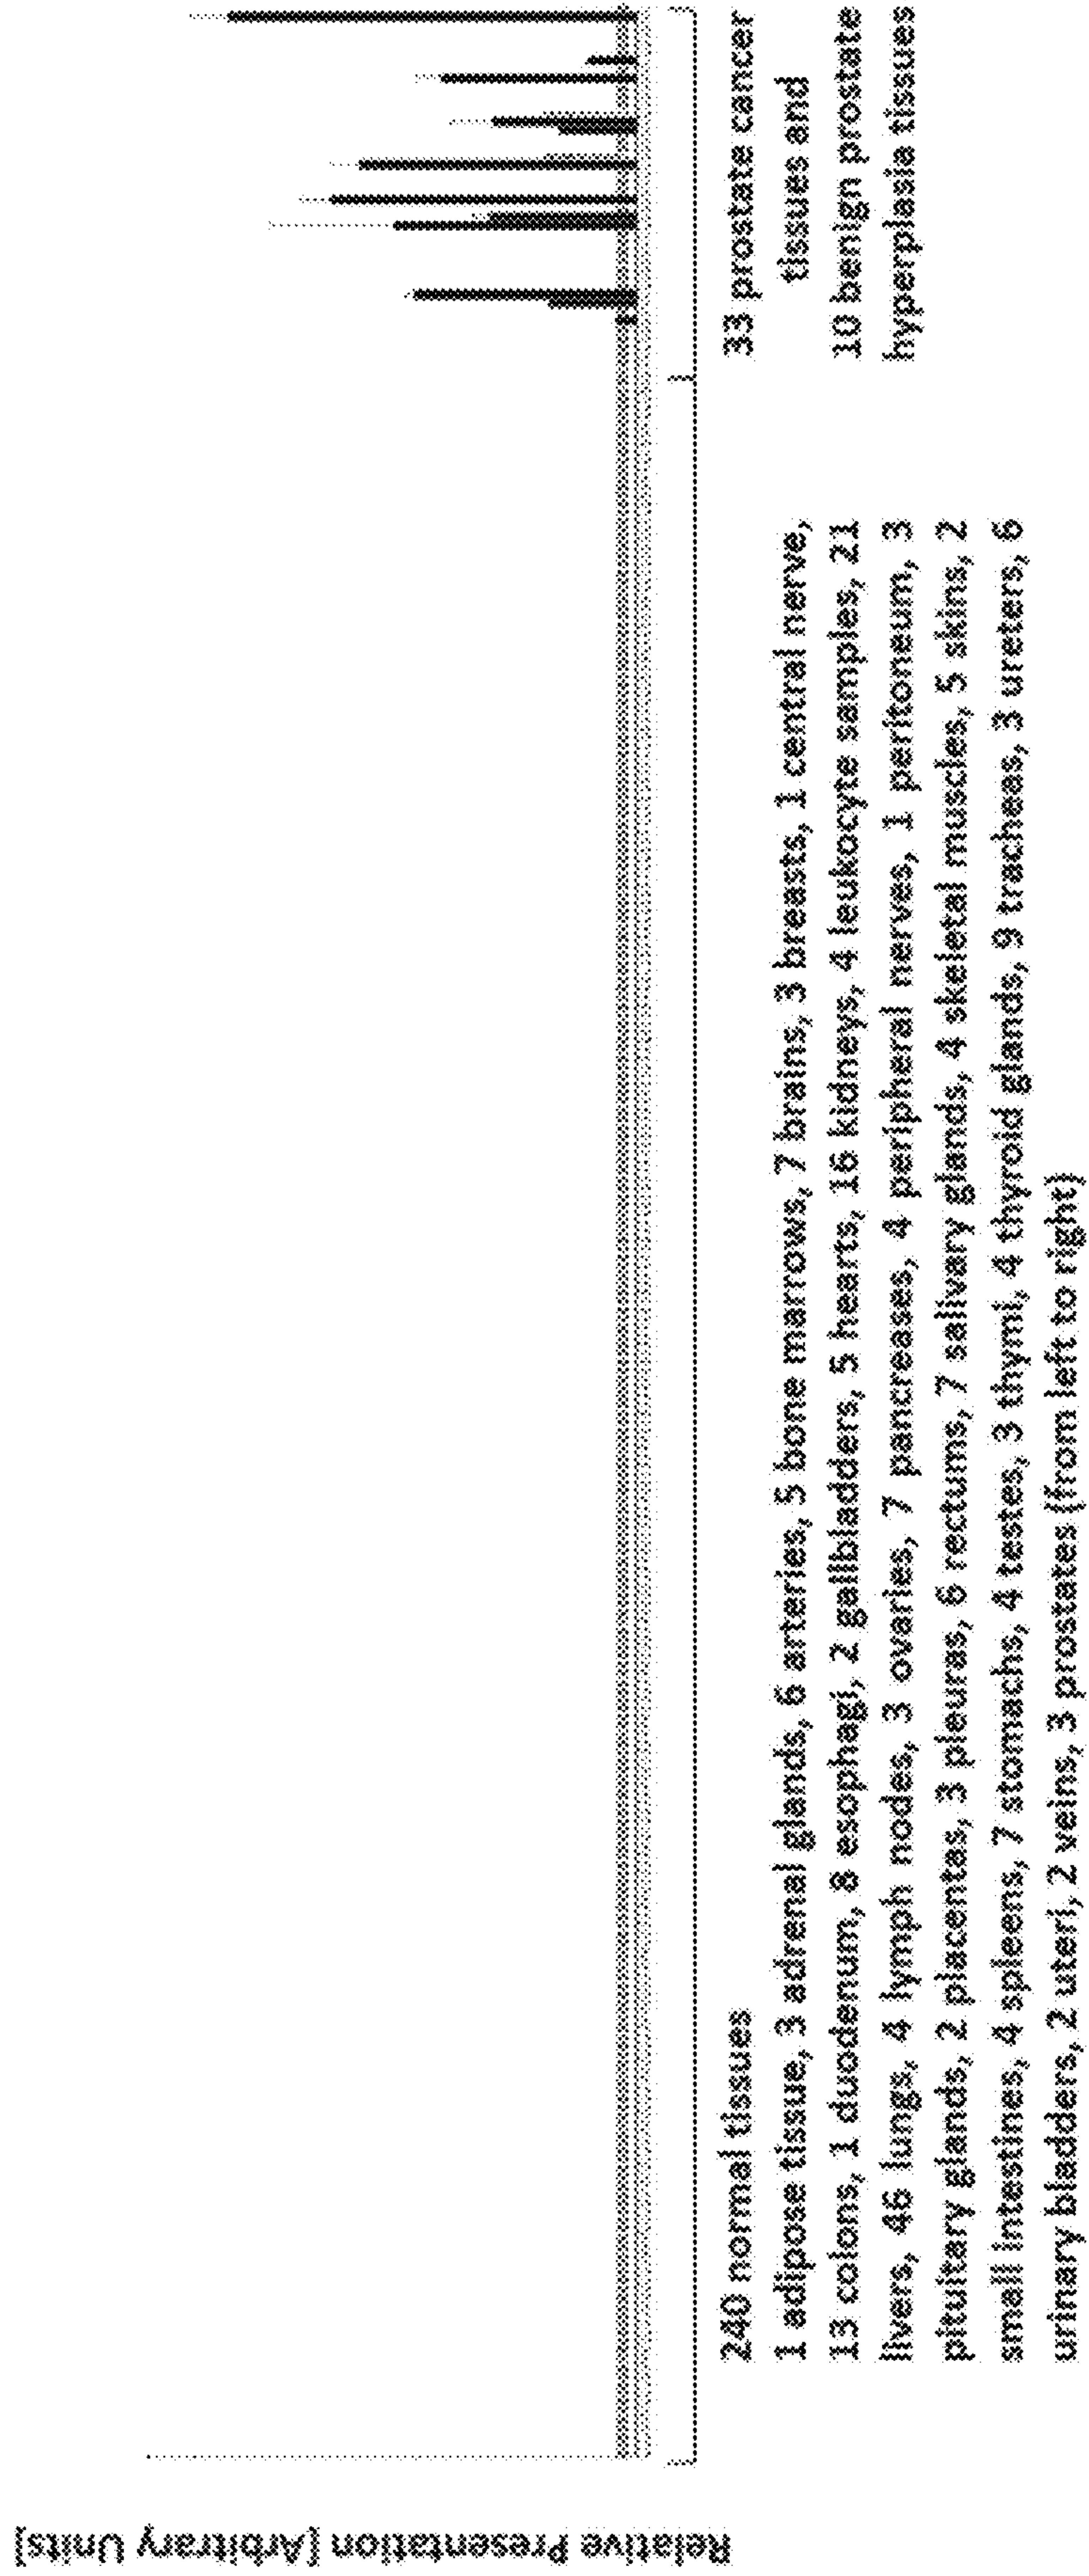 Relative Presentation [Arbitrary Units]
240 normal tissues
1 adipose tissue, 3 adrenal glands, 6 arteries, 5 bone marrows, 7 brains, 3 breasts, 1 central nerve,
13 colons, 1 duodenum, 8 esophagi, 2 gallbladders, 5 hearts, 16 kidneys, 4 leukocyte samples, 21
livers, 46 lungs, 4 lymph nodes, 3 ovaries, 7 pancreases, 4 peripheral nerves, 1 peritoneum, 3
pituitary glands, 2 placentas, 3 pleuras, 6 rectums, 7 salivary glands, 4 skeletal muscles, 5 skins, 2
small intestines, 4 spleens, 7 stomachs, 4 testes, 3 thymi, 4 thyroid glands, 9 tracheas, 3 ureters, 6
urinary bladders, 2 uteri, 2 veins, 3 prostates (from left to right)
33 prostate cancer
tissues and
10 benign prostate
hyperplasia tissues